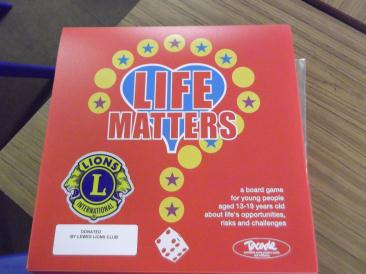 LIFE
MATTERS
LIONS
L
INTERNATIONAL
DONATED
BY LEWES LIONS CLUB
a board game
for young people
aged 13-19 years old
about life's opportunities,
risks and challenges